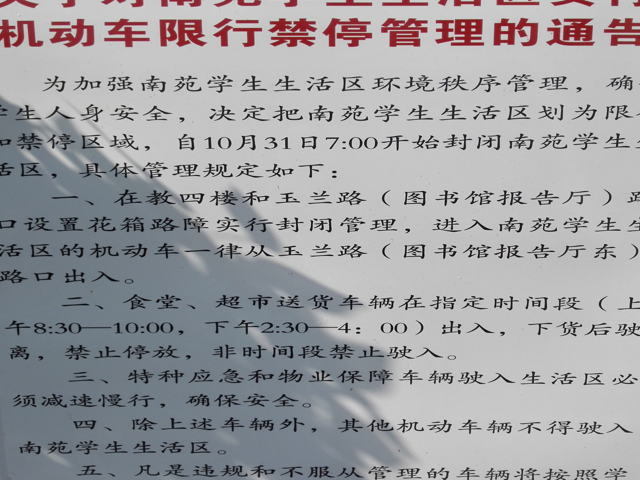 关于对南苑学生生活区实行
机动车限行禁停管理的通告
为加强南苑学生生活区环境秩序管理，确
学生人身安全，决定把南苑学生生活区划为限
和禁停区域，自10月31日7:00开始封闭南苑学生生
活区，具体管理规定如下：
一、在教四楼和玉兰路（图书馆报告厅）路
口设置花箱路障实行封闭管理，进入南苑学生生
活区的机动车一律从玉兰路（图书馆报告厅东）
路口出入。
二、食堂、超市送货车辆在指定时间段（上
午8:30—10:00，下午2:30—4：00）出入，下货后驶
离，禁止停放，非时间段禁止驶入。
三、特种应急和物业保障车辆驶入生活区必
须减速慢行，确保安全。
四、除上述车辆外，其他机动车辆不得驶入
南苑学生生活区。
五、凡是违规和不服从管理的车辆将按照学